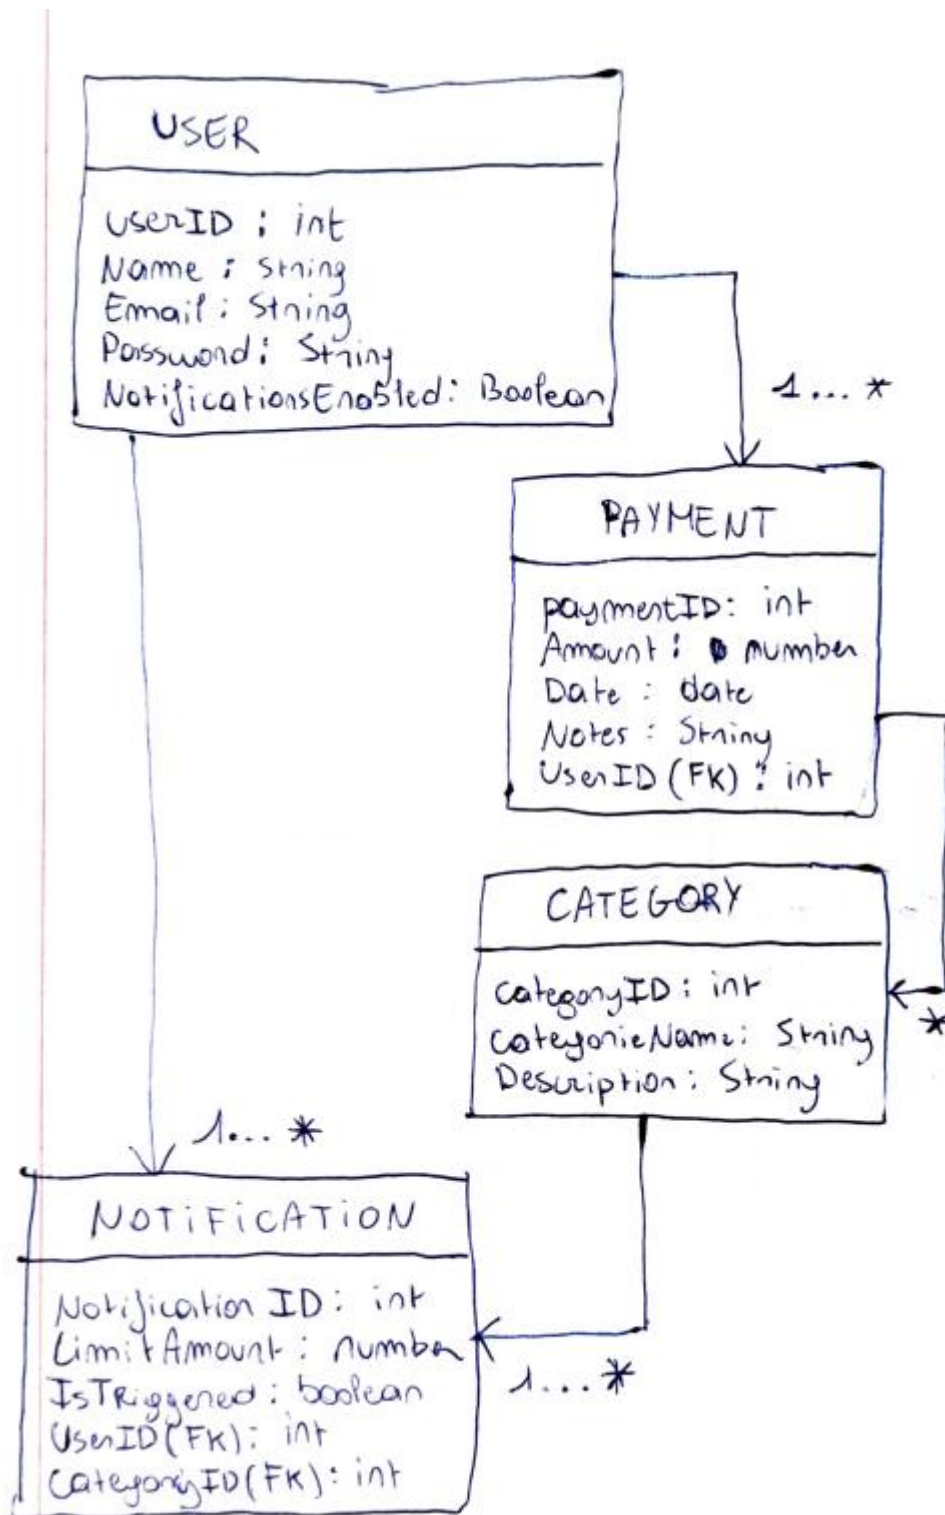 USER
userID : int
Name : String
Email : String
Password : String
NotificationsEnabled : Boolean
1...*
PAYMENT
paymentID : int
Amount : number
Date : date
Notes : String
UserID (FK) : int
CATEGORY
categoryID : int
categorieName : String
Description : String
*
1...*
NOTiFiCATiON
Notification ID : int
LimitAmount : number
IsTRiggered : boolean
UserID (FK) : int
CategoryID (FK) : int
1...*